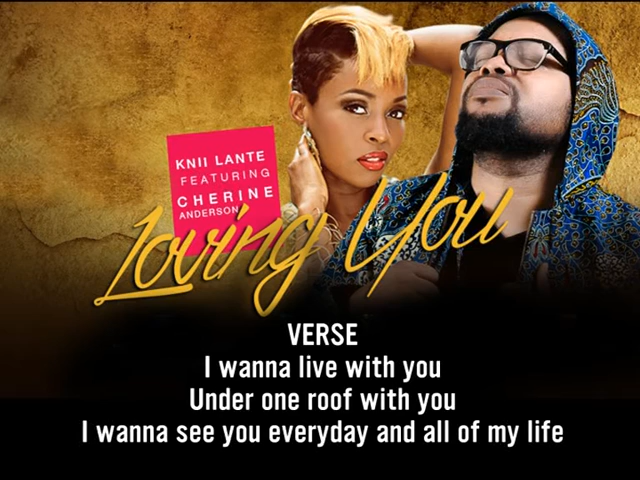 KNII LANTE
FEATURING
CHERINE
ANDERSON
Loving You
VERSE
I wanna live with you
Under one roof with you
I wanna see you everyday and all of my life